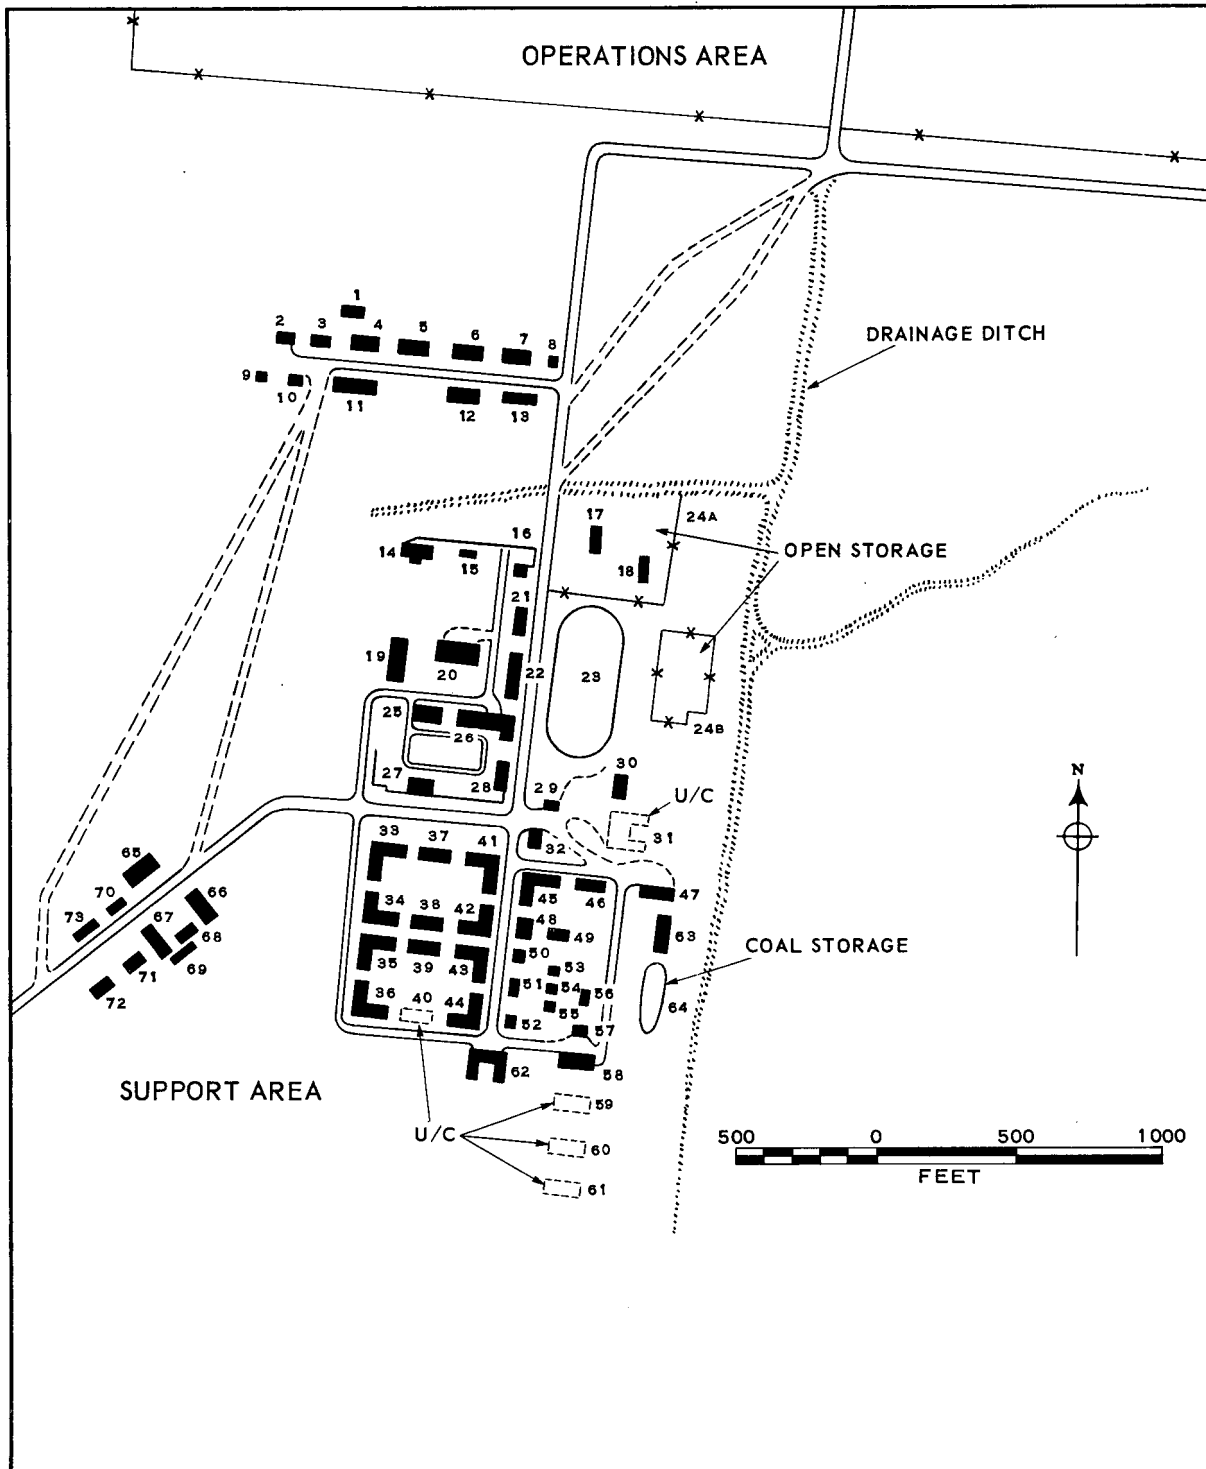 OPERATIONS AREA
1
2 3 4 5 6 7 8
DRAINAGE DITCH
9 10 11 12 13
16 17 24A
14 15 18 OPEN STORAGE
21
19 20 22 23
25 26 24B
27 28 29 30
U/C
31
32
33 37 41
65
45 46 47
70 66
34 38 42 48
73 67 68 49 63
COAL STORAGE
50
35 39 43 53
71 69
51 54 56
72 36 40 44 55 64
52 57
62 58
SUPPORT AREA
59
U/C
60
61
N
500 0 500 1000
FEET